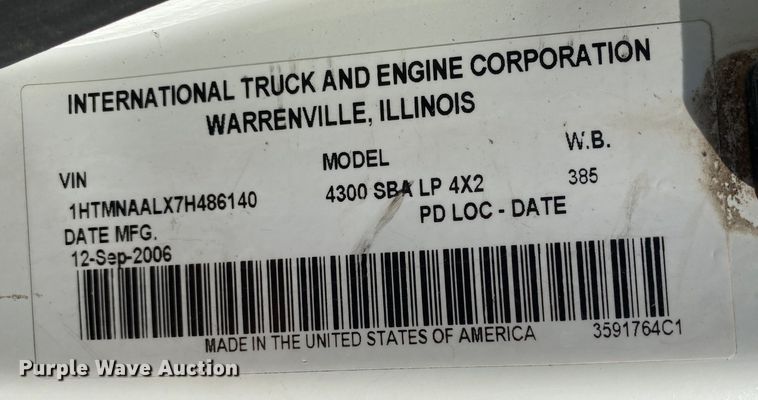 INTERNATIONAL TRUCK AND ENGINE CORPORATION
WARRENVILLE, ILLINOIS
VIN MODEL W.B.
1HTMNAALX7H486140 4300 SBA LP 4X2 385
DATE MFG. PD LOC - DATE
12-Sep-2006
MADE IN THE UNITED STATES OF AMERICA 3591764C1
Purple Wave Auction